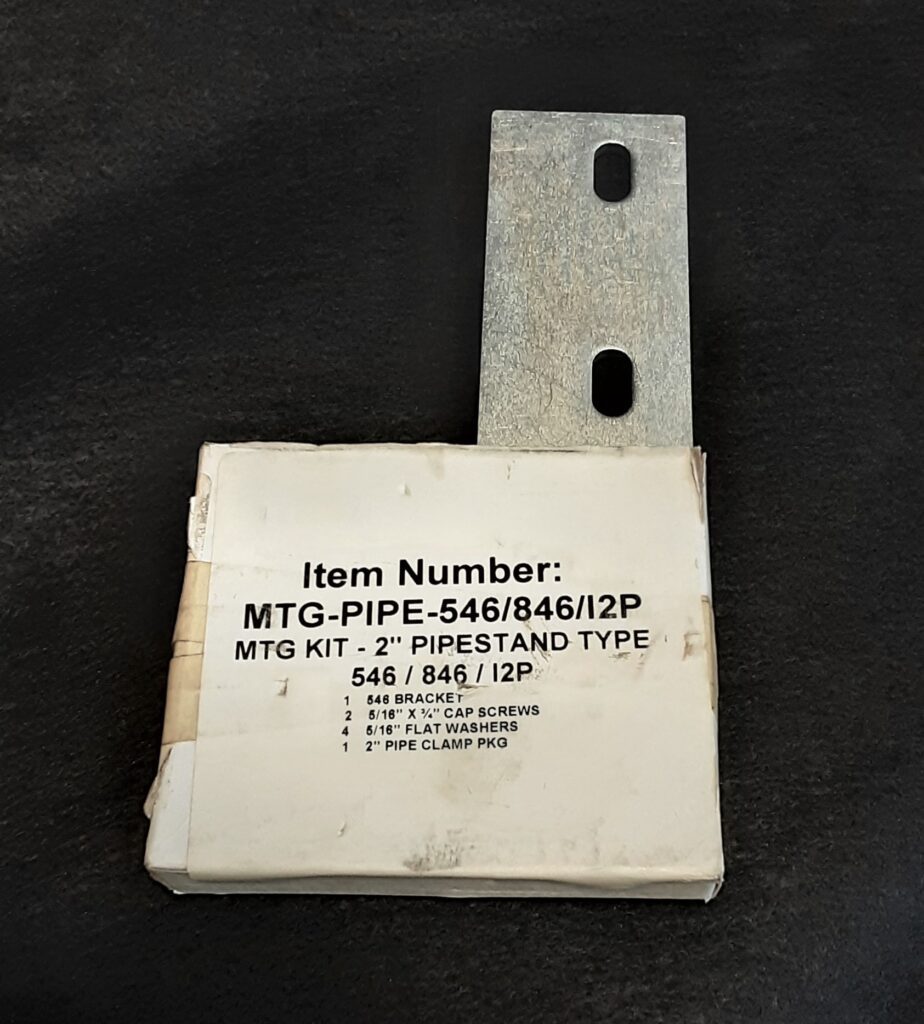 Item Number:
MTG-PIPE-546/846/I2P
MTG KIT - 2" PIPESTAND TYPE
546 / 846 / I2P
1 546 BRACKET
2 5/16" X ¾" CAP SCREWS
4 5/16" FLAT WASHERS
1 2" PIPE CLAMP PKG